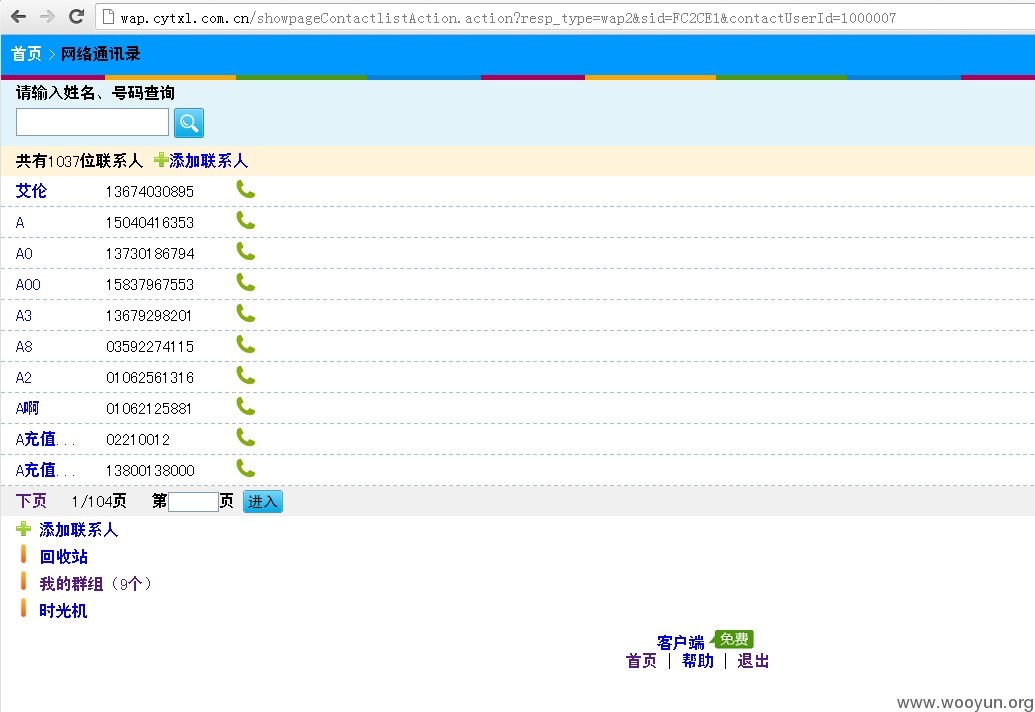 wap.cytxl.com.cn/showpageContactlistAction.action?resp_type=wap2&sid=FC2CE1&contactUserId=1000007
首页 > 网络通讯录
请输入姓名、号码查询
共有1037位联系人 添加联系人
艾伦 13674030895
A 15040416353
A0 13730186794
A00 15837967553
A3 13679298201
A8 03592274115
A2 01062561316
A啊 01062125881
A充值... 02210012
A充值... 13800138000
下页 1/104页 第 页 进入
添加联系人
回收站
我的群组（9个）
时光机
客户端 免费
首页 | 帮助 | 退出
www.wooyun.org